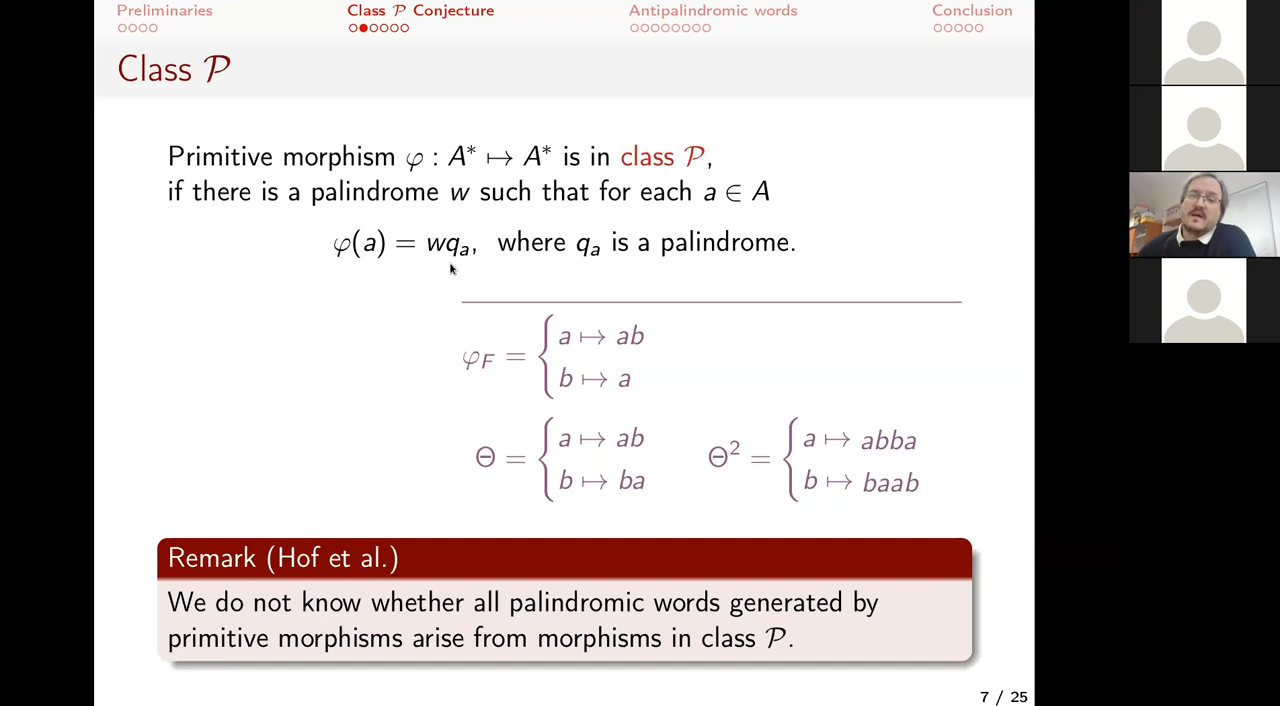 Preliminaries Class 𝒫 Conjecture Antipalindromic words Conclusion
Class 𝒫
Primitive morphism φ : A* ↦ A* is in class 𝒫,
if there is a palindrome w such that for each a ∈ A
φ(a) = wqₐ, where qₐ is a palindrome.
φ_F = { a ↦ ab
b ↦ a
Θ = { a ↦ ab
b ↦ ba
Θ² = { a ↦ abba
b ↦ baab
Remark (Hof et al.)
We do not know whether all palindromic words generated by
primitive morphisms arise from morphisms in class 𝒫.
7 / 25